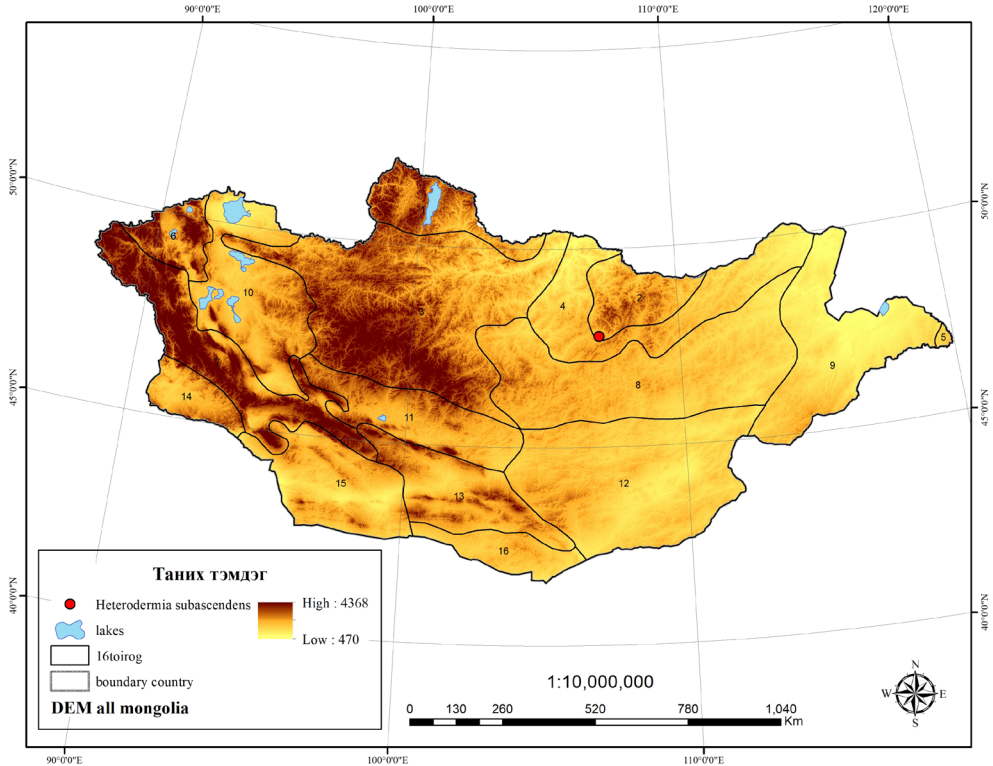 90°0'0"E
100°0'0"E
110°0'0"E
120°0'0"E
50°0'0"N
50°0'0"N
6
10
3
4
2
5
9
8
14
11
45°0'0"N
45°0'0"N
15
13
12
16
40°0'0"N
40°0'0"N
Таних тэмдэг
Heterodermia subascendens
lakes
16toirog
boundary country
DEM all mongolia
High : 4368
Low : 470
1:10,000,000
0 130 260 520 780 1,040
Km
N
W E
S
90°0'0"E
100°0'0"E
110°0'0"E